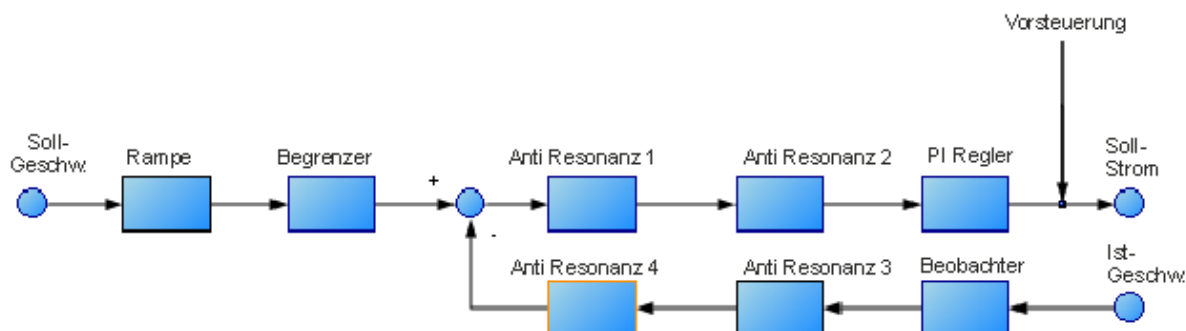 Vorsteuerung
Soll-
Geschw.
Rampe
Begrenzer
Anti Resonanz 1
Anti Resonanz 2
PI Regler
Soll-
Strom
+
-
Anti Resonanz 4
Anti Resonanz 3
Beobachter
Ist-
Geschw.